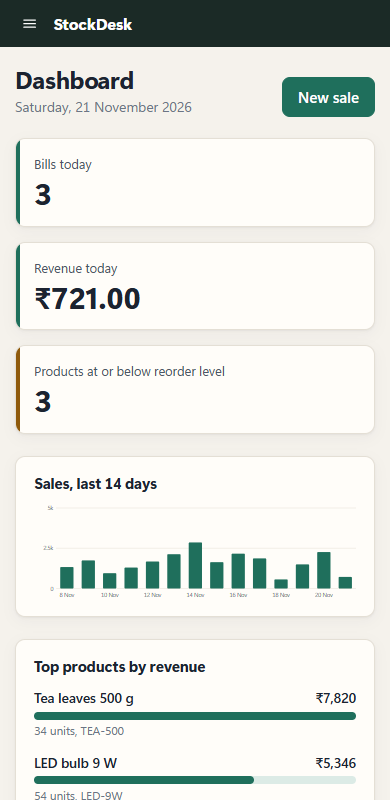 StockDesk
Dashboard
Saturday, 21 November 2026
New sale
Bills today
3
Revenue today
₹721.00
Products at or below reorder level
3
Sales, last 14 days
5k
2.5k
0
8 Nov 10 Nov 12 Nov 14 Nov 16 Nov 18 Nov 20 Nov
Top products by revenue
Tea leaves 500 g ₹7,820
34 units, TEA-500
LED bulb 9 W ₹5,346
54 units, LED-9W